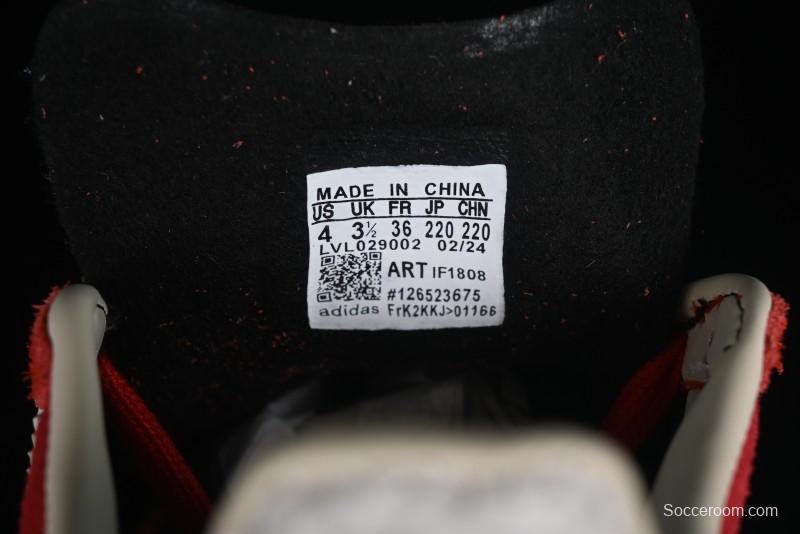 MADE IN CHINA
US UK FR JP CHN
4 3½ 36 220 220
LVL029002 02/24
ART IF1808
#126523675
adidas FrK2KKJ>01166
Socceroom.com